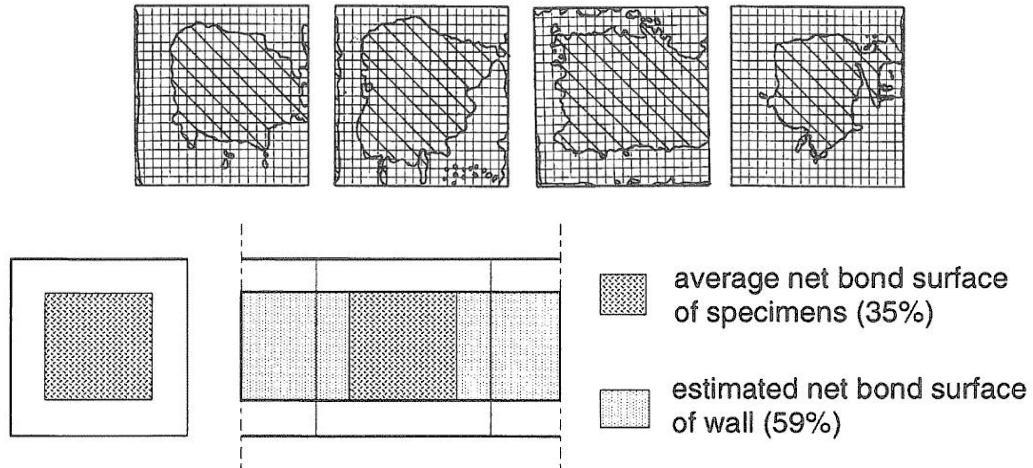 average net bond surface
of specimens (35%)
estimated net bond surface
of wall (59%)